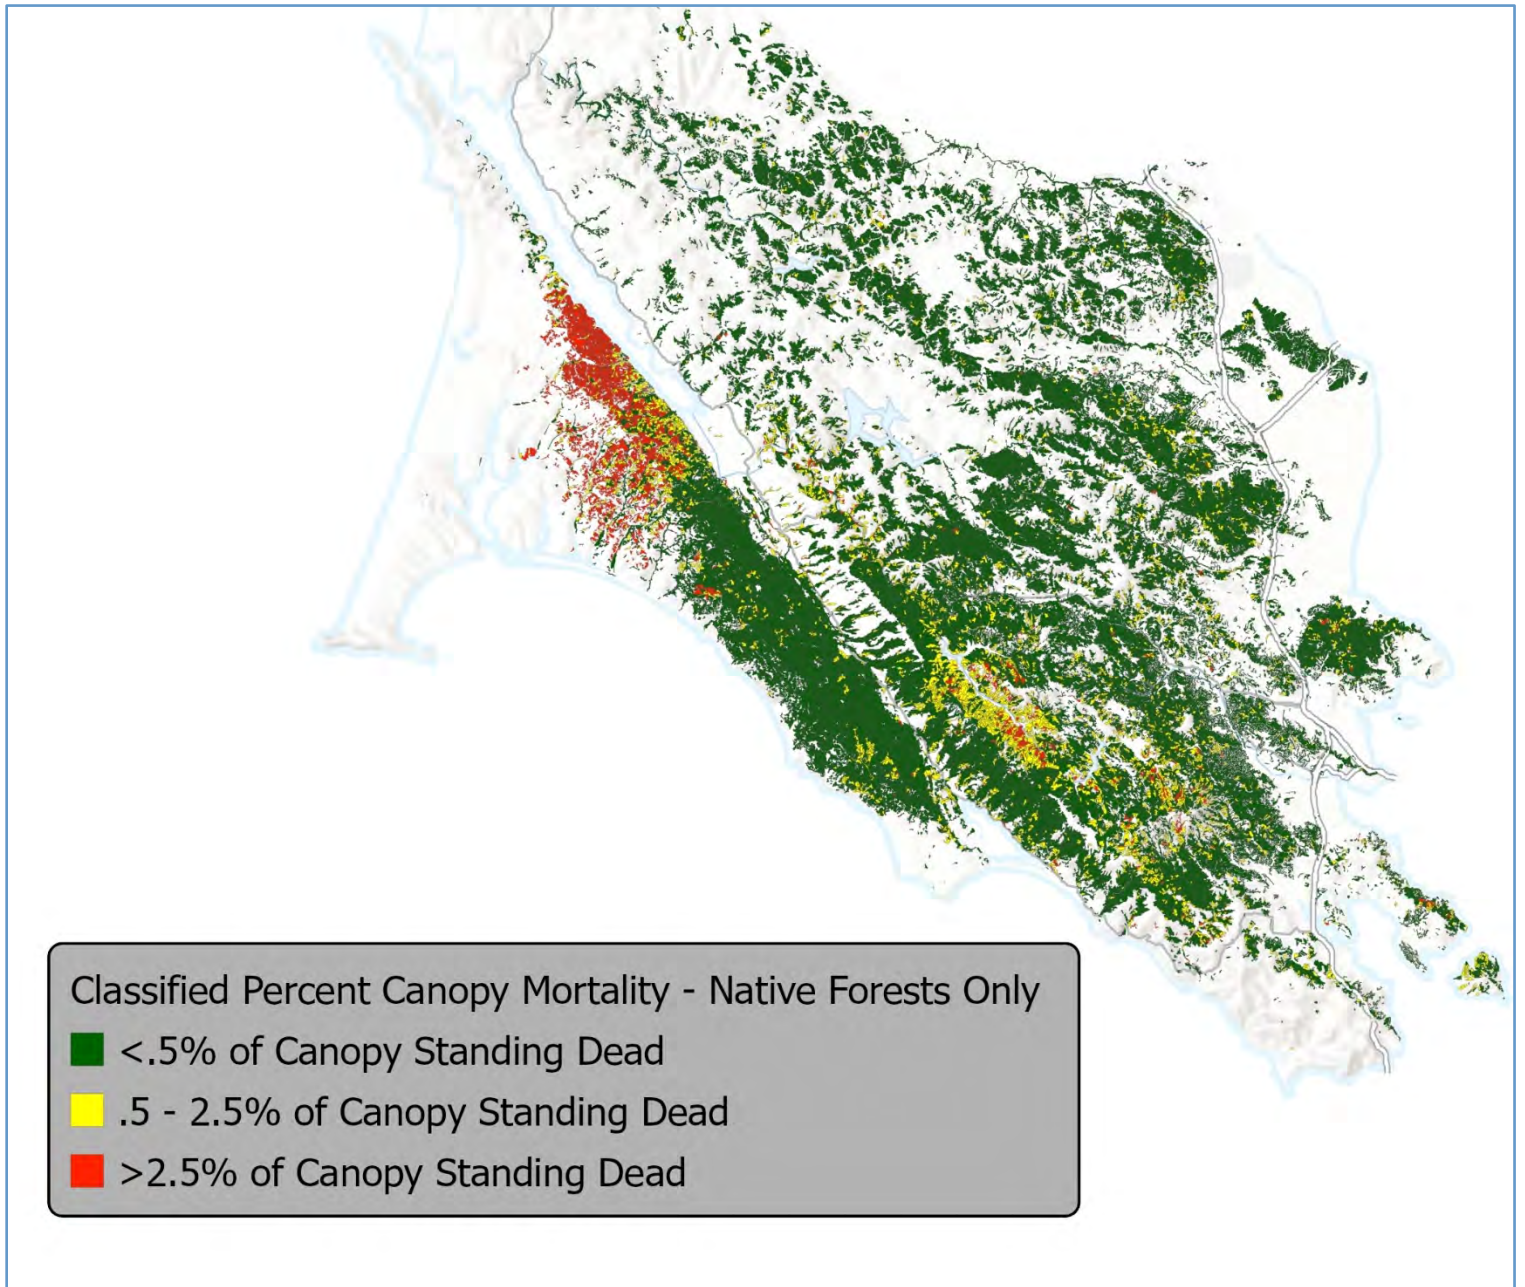 Classified Percent Canopy Mortality - Native Forests Only
<.5% of Canopy Standing Dead
.5 - 2.5% of Canopy Standing Dead
>2.5% of Canopy Standing Dead